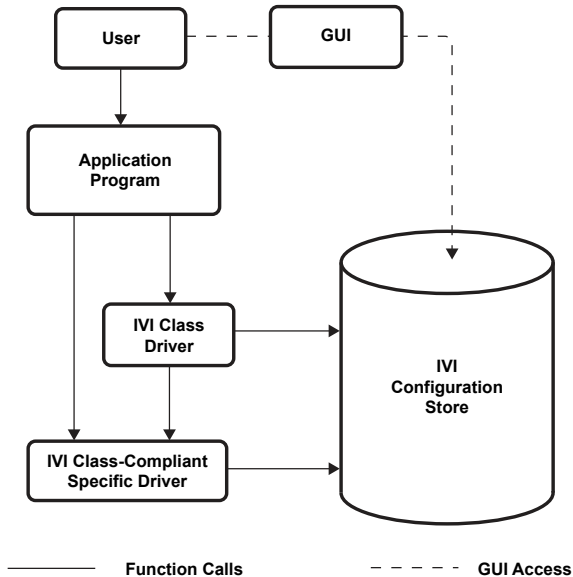 User
GUI
Application
Program
IVI Class
Driver
IVI
Configuration
Store
IVI Class-Compliant
Specific Driver
Function Calls
GUI Access